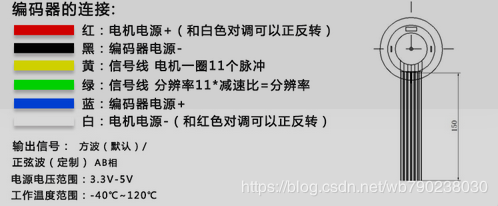 编码器的连接:
红：电机电源+（和白色对调可以正反转）
黑：编码器电源-
黄：信号线 电机一圈11个脉冲
绿：信号线 分辨率11*减速比=分辨率
蓝：编码器电源+
白：电机电源-（和红色对调可以正反转）
输出信号： 方波（默认）/
正弦波（定制） AB相
电源电压范围：3.3V-5V
工作温度范围：-40℃~120℃
150
https://blog.csdn.net/wb790238030